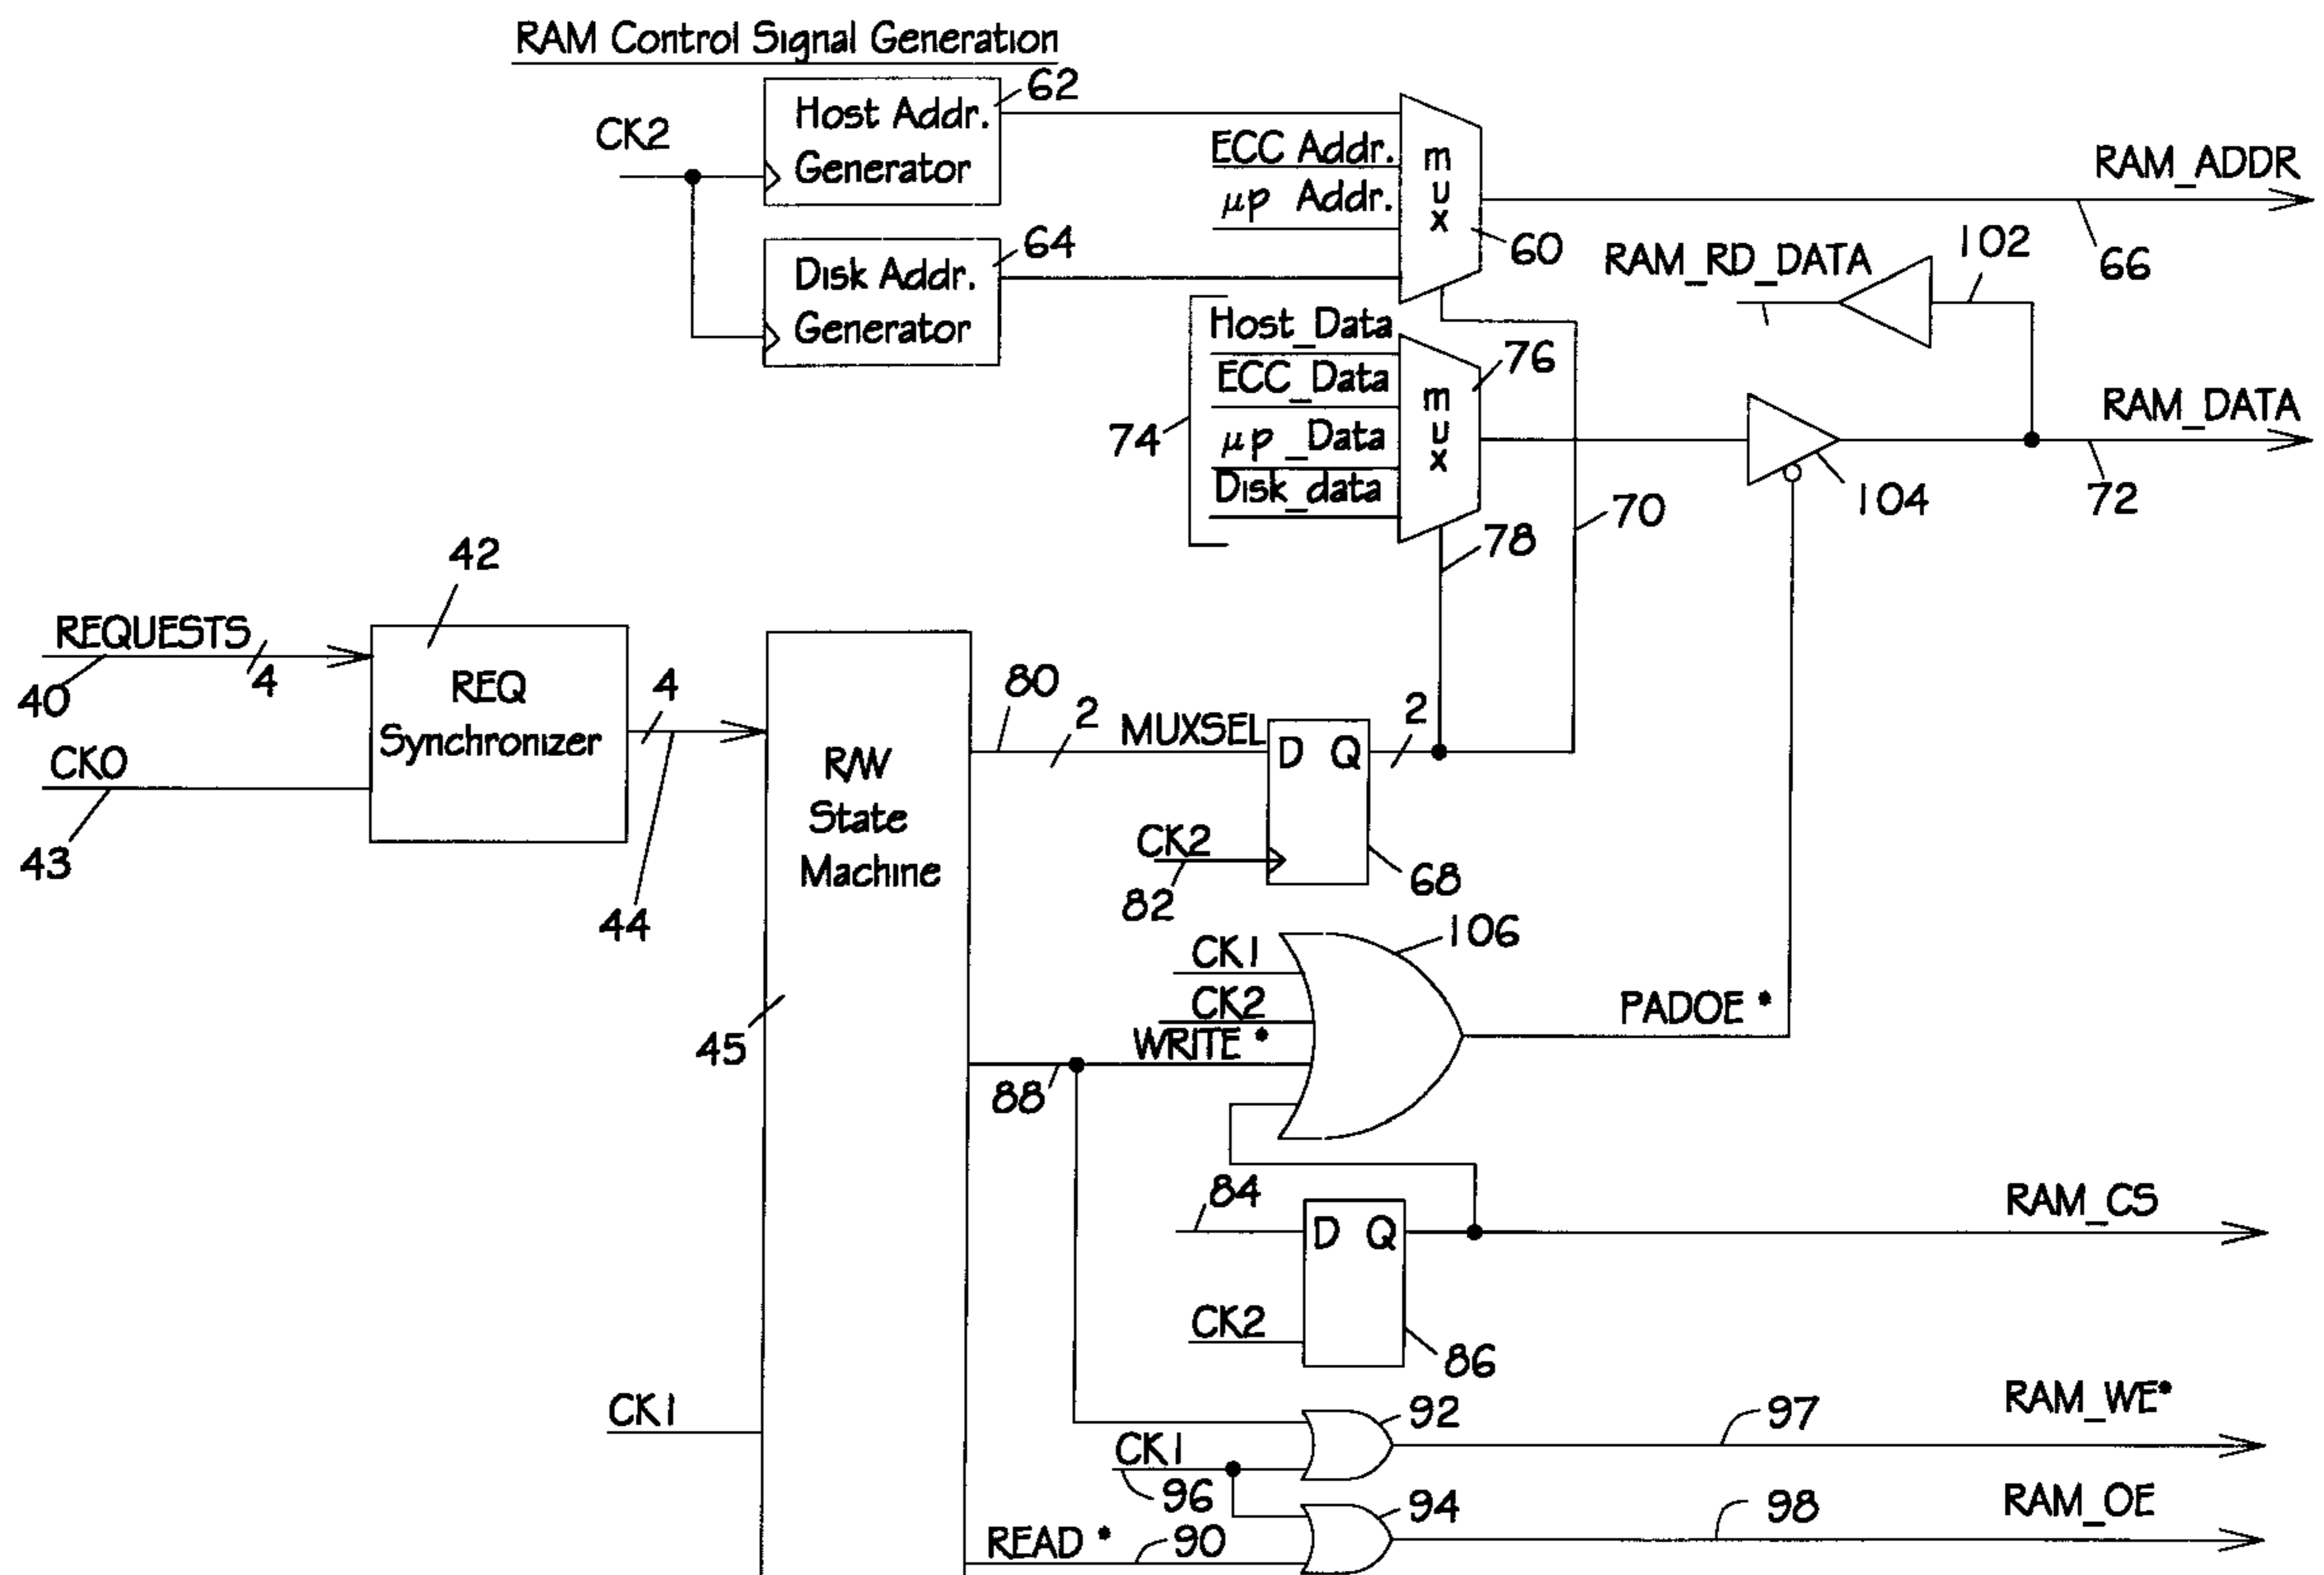 RAM Control Signal Generation
62
Host Addr.
Generator
CK2
ECC Addr.
μp Addr.
mux
60
RAM_ADDR
66
64
Disk Addr.
Generator
RAM_RD_DATA
102
74
Host_Data
ECC_Data
μp_Data
Disk_data
mux
76
RAM_DATA
104
72
70
78
42
REQUESTS
4
40
REQ
Synchronizer
CK0
43
4
44
R/W
State
Machine
45
80
2
MUXSEL
D Q
2
CK2
82
68
106
CK1
CK2
WRITE *
88
PADOE *
84
D Q
RAM_CS
CK2
86
CK1
92
97
RAM_WE*
CK1
96
94
98
RAM_OE
READ *
90